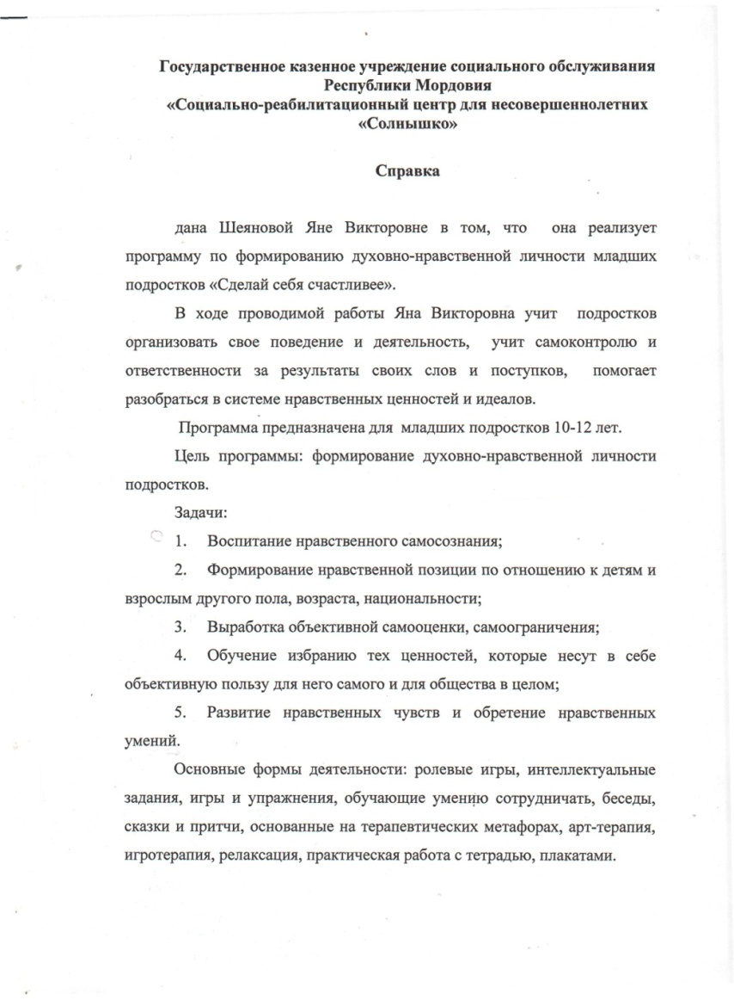 Государственное казенное учреждение социального обслуживания
Республики Мордовия
«Социально-реабилитационный центр для несовершеннолетних
«Солнышко»
Справка
дана Шеяновой Яне Викторовне в том, что она реализует
программу по формированию духовно-нравственной личности младших
подростков «Сделай себя счастливее».
В ходе проводимой работы Яна Викторовна учит подростков
организовать свое поведение и деятельность, учит самоконтролю и
ответственности за результаты своих слов и поступков, помогает
разобраться в системе нравственных ценностей и идеалов.
Программа предназначена для младших подростков 10-12 лет.
Цель программы: формирование духовно-нравственной личности
подростков.
Задачи:
1. Воспитание нравственного самосознания;
2. Формирование нравственной позиции по отношению к детям и
взрослым другого пола, возраста, национальности;
3. Выработка объективной самооценки, самоограничения;
4. Обучение избранию тех ценностей, которые несут в себе
объективную пользу для него самого и для общества в целом;
5. Развитие нравственных чувств и обретение нравственных
умений.
Основные формы деятельности: ролевые игры, интеллектуальные
задания, игры и упражнения, обучающие умению сотрудничать, беседы,
сказки и притчи, основанные на терапевтических метафорах, арт-терапия,
игротерапия, релаксация, практическая работа с тетрадью, плакатами.